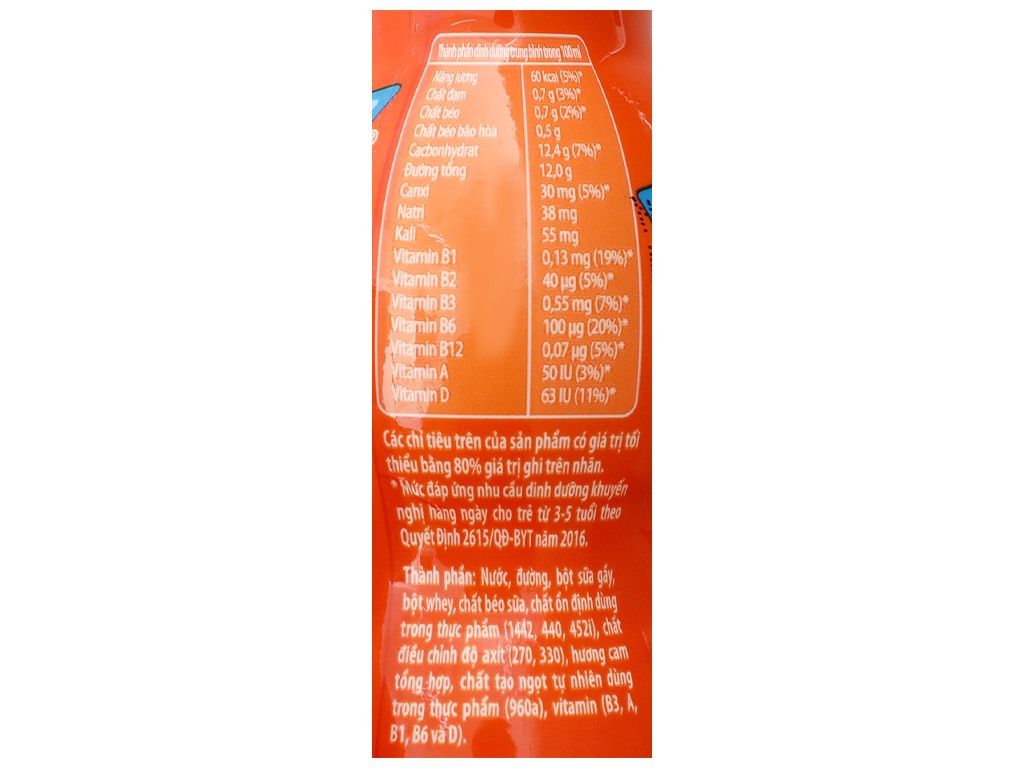 Thành phần dinh dưỡng trung bình trong 100 ml
Năng lượng 60 kcal (5%)*
Chất đạm 0,7 g (3%)*
Chất béo 0,7 g (2%)*
Chất béo bão hòa 0,5 g
Cacbonhydrat 12,4 g (7%)*
Đường tổng 12,0 g
Canxi 30 mg (5%)*
Natri 38 mg
Kali 55 mg
Vitamin B1 0,13 mg (19%)*
Vitamin B2 40 µg (5%)*
Vitamin B3 0,55 mg (7%)*
Vitamin B6 100 µg (20%)*
Vitamin B12 0,07 µg (5%)*
Vitamin A 50 IU (3%)*
Vitamin D 63 IU (11%)*
Các chỉ tiêu trên của sản phẩm có giá trị tối
thiểu bằng 80% giá trị ghi trên nhãn.
* Mức đáp ứng nhu cầu dinh dưỡng khuyến
nghị hàng ngày cho trẻ từ 3-5 tuổi theo
Quyết Định 2615/QĐ-BYT năm 2016.
Thành phần: Nước, đường, bột sữa gầy,
bột whey, chất béo sữa, chất ổn định dùng
trong thực phẩm (1442, 440, 452i), chất
điều chỉnh độ axít (270, 330), hương cam
tổng hợp, chất tạo ngọt tự nhiên dùng
trong thực phẩm (960a), vitamin (B3, A,
B1, B6 và D).